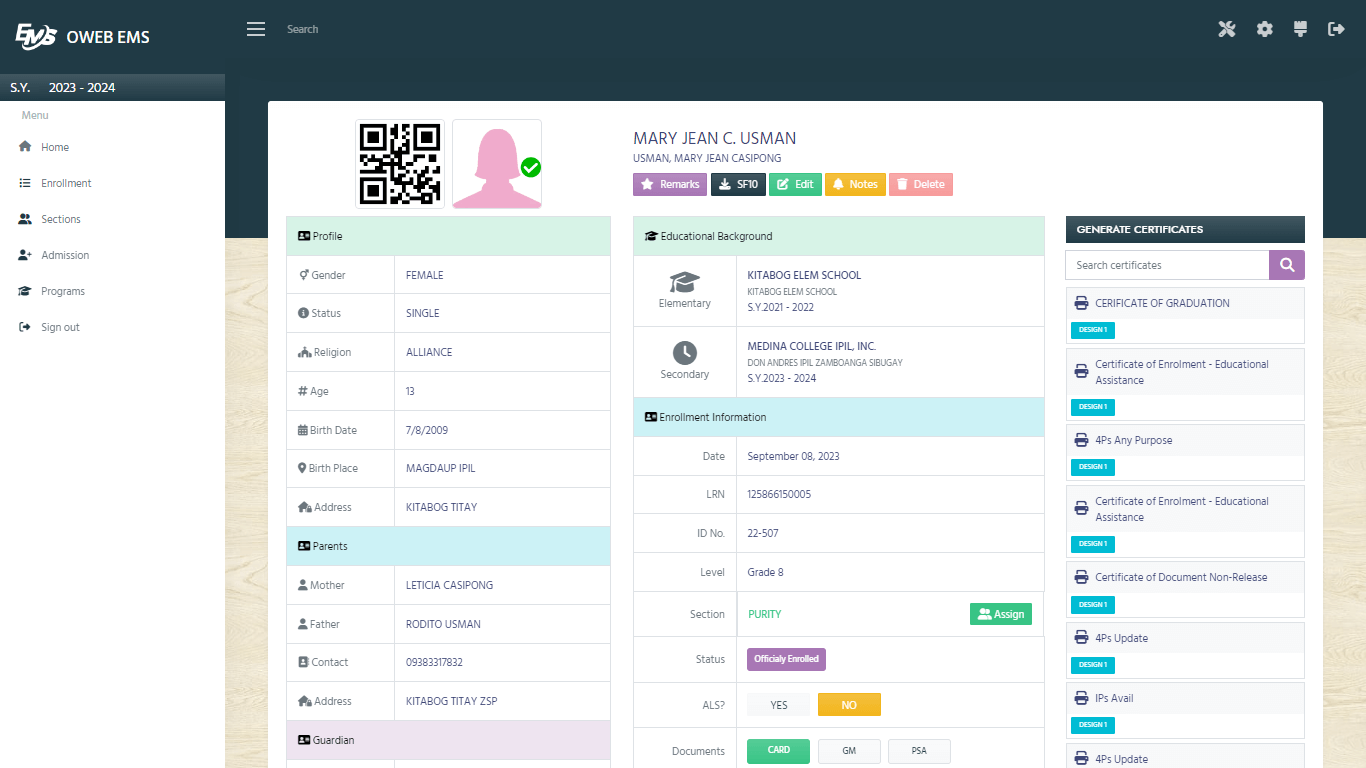 EMS OWEB EMS
Search
S.Y. 2023 - 2024
Menu
Home
Enrollment
Sections
Admission
Programs
Sign out
MARY JEAN C. USMAN
USMAN, MARY JEAN CASIPONG
Remarks SF10 Edit Notes Delete
Profile
Gender FEMALE
Status SINGLE
Religion ALLIANCE
Age 13
Birth Date 7/8/2009
Birth Place MAGDAUP IPIL
Address KITABOG TITAY
Parents
Mother LETICIA CASIPONG
Father RODITO USMAN
Contact 09383317832
Address KITABOG TITAY ZSP
Guardian
Educational Background
Elementary
KITABOG ELEM SCHOOL
KITABOG ELEM SCHOOL
S.Y.2021 - 2022
Secondary
MEDINA COLLEGE IPIL, INC.
DON ANDRES IPIL ZAMBOANGA SIBUGAY
S.Y.2023 - 2024
Enrollment Information
Date September 08, 2023
LRN 125866150005
ID No. 22-507
Level Grade 8
Section PURITY Assign
Status Officialy Enrolled
ALS? YES NO
Documents CARD GM PSA
GENERATE CERTIFICATES
Search certificates
CERIFICATE OF GRADUATION
DESIGN 1
Certificate of Enrolment - Educational
Assistance
DESIGN 1
4Ps Any Purpose
DESIGN 1
Certificate of Enrolment - Educational
Assistance
DESIGN 1
Certificate of Document Non-Release
DESIGN 1
4Ps Update
DESIGN 1
IPs Avail
DESIGN 1
4Ps Update